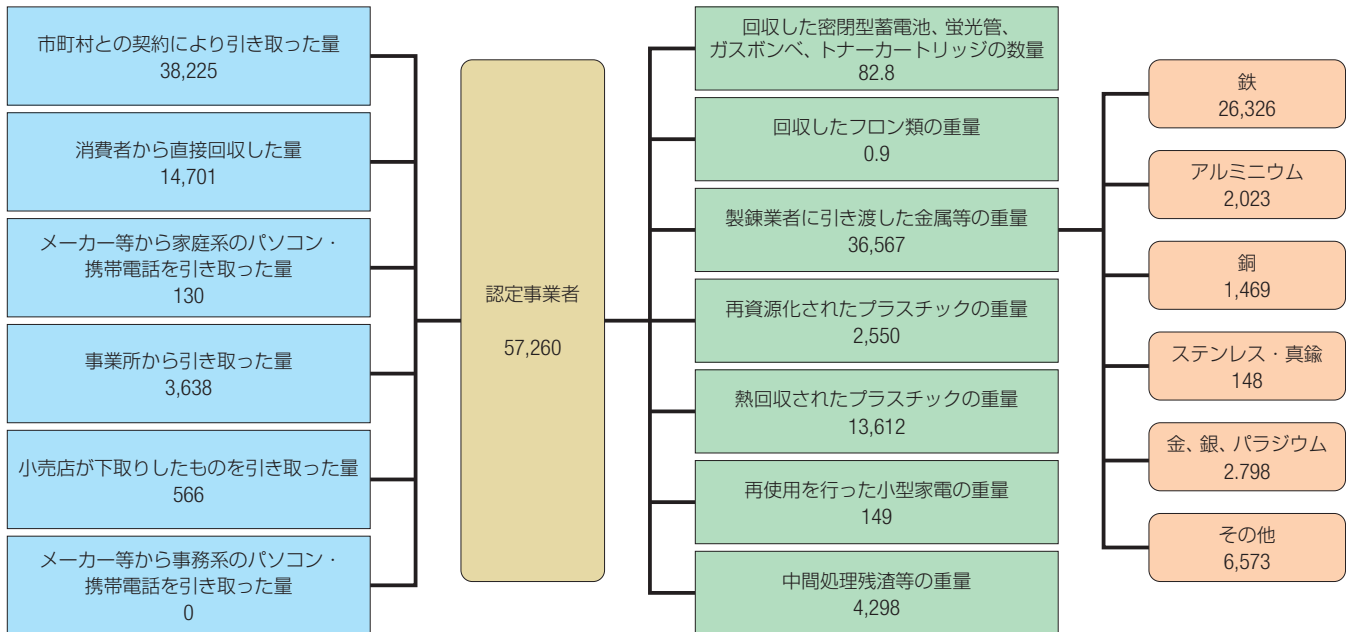 市町村との契約により引き取った量
38,225
消費者から直接回収した量
14,701
メーカー等から家庭系のパソコン・
携帯電話を引き取った量
130
事業所から引き取った量
3,638
小売店が下取りしたものを引き取った量
566
メーカー等から事務系のパソコン・
携帯電話を引き取った量
0
認定事業者
57,260
回収した密閉型蓄電池、蛍光管、
ガスボンベ、トナーカートリッジの数量
82.8
回収したフロン類の重量
0.9
製錬業者に引き渡した金属等の重量
36,567
再資源化されたプラスチックの重量
2,550
熱回収されたプラスチックの重量
13,612
再使用を行った小型家電の重量
149
中間処理残渣等の重量
4,298
鉄
26,326
アルミニウム
2,023
銅
1,469
ステンレス・真鍮
148
金、銀、パラジウム
2.798
その他
6,573